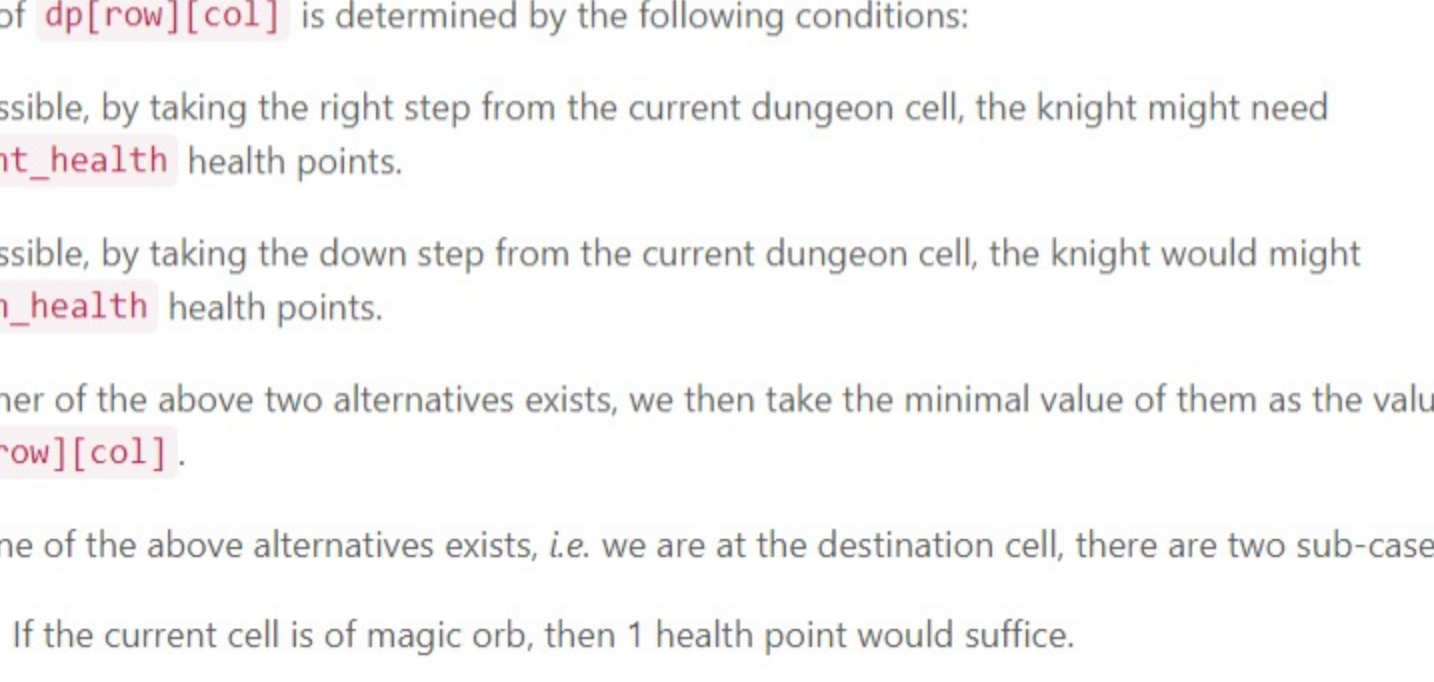 of dp[row][col] is determined by the following conditions:
ssible, by taking the right step from the current dungeon cell, the knight might need
nt_health health points.
ssible, by taking the down step from the current dungeon cell, the knight would might
n_health health points.
her of the above two alternatives exists, we then take the minimal value of them as the valu
row][col].
ne of the above alternatives exists, i.e. we are at the destination cell, there are two sub-case
If the current cell is of magic orb, then 1 health point would suffice.